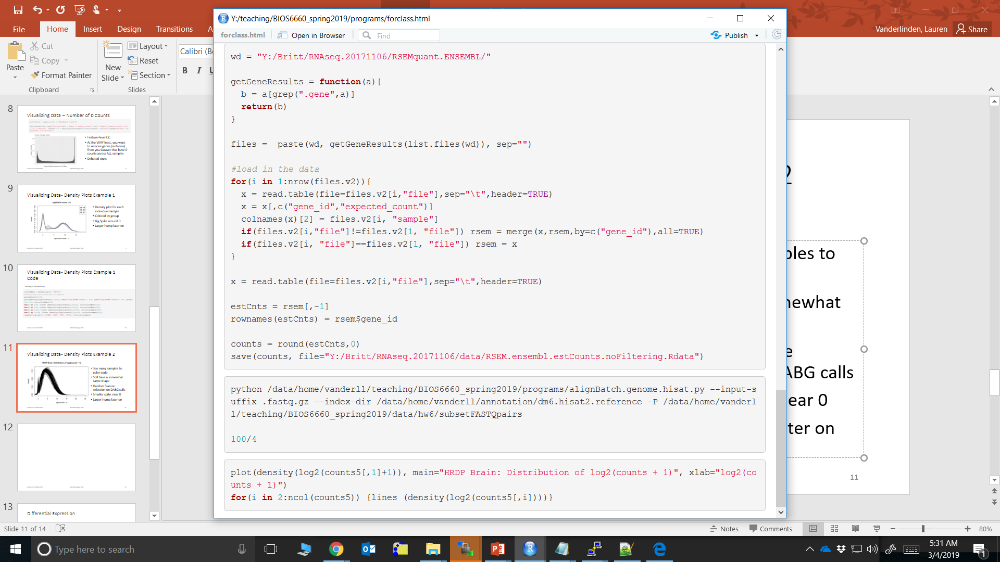 File
Home
Insert
Design
Transitions
A
Vanderlinden, Lauren
Share
Paste
Cut
Copy
Format Painter
Clipboard
New
Slide
Layout
Reset
Section
Slides
Calibri (Bo
B I U
Y:/teaching/BIOS6660_spring2019/programs/forclass.html
forclass.html
Open in Browser
Find
Publish
wd = "Y:/Britt/RNAseq.20171106/RSEMquant.ENSEMBL/"
getGeneResults = function(a){
b = a[grep(".gene",a)]
return(b)
}
files =  paste(wd, getGeneResults(list.files(wd)), sep="")
#load in the data
for(i in 1:nrow(files.v2)){
x = read.table(file=files.v2[i,"file"],sep="\t",header=TRUE)
x = x[,c("gene_id","expected_count")]
colnames(x)[2] = files.v2[i, "sample"]
if(files.v2[i,"file"]!=files.v2[1, "file"]) rsem = merge(x,rsem,by=c("gene_id"),all=TRUE)
if(files.v2[i, "file"]==files.v2[1, "file"]) rsem = x
}
x = read.table(file=files.v2[i,"file"],sep="\t",header=TRUE)
estCnts = rsem[,-1]
rownames(estCnts) = rsem$gene_id
counts = round(estCnts,0)
save(counts, file="Y:/Britt/RNAseq.20171106/data/RSEM.ensembl.estCounts.noFiltering.Rdata")
python /data/home/vanderll/teaching/BIOS6660_spring2019/programs/alignBatch.genome.hisat.py --input-s
uffix .fastq.gz --index-dir /data/home/vanderll/annotation/dm6.hisat2.reference -P /data/home/vanderl
l/teaching/BIOS6660_spring2019/data/hw6/subsetFASTQpairs
100/4
plot(density(log2(counts5[,1]+1)), main="HRDP Brain: Distribution of log2(counts + 1)", xlab="log2(co
unts + 1)")
for(i in 2:ncol(counts5)) {lines (density(log2(counts5[,i])))}
8
Visualizing Data – Number of 0 Counts
• Feature-level QC
• At the VERY least, you want
to remove genes (isoforms)
from you dataset that have 0
counts across ALL samples
• Debated topic
9
Visualizing Data- Density Plots Example 1
• Density plot for each
individual sample
• Colored by group
• Big Spike around 0
• Larger hump later on
10
Visualizing Data- Density Plots Example 1
Code
11
Visualizing Data- Density Plots Example 2
HRDP Brain: Distribution of log2(counts + 1)
• Too many samples to
color code
• Still have a somewhat
same shape
• Harsher feature
selection on DABG calls
• Smaller spike near 0
• Larger hump later on
12
13
Differential Expression
2
ples to
newhat
e
ABG calls
ear 0
ter on
11
Slide 11 of 14
Notes
Comments
80%
Type here to search
5:31 AM
3/4/2019
1